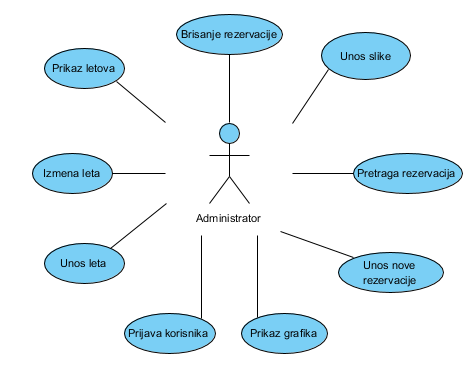 Brisanje rezervacije
Unos slike
Prikaz letova
Izmena leta
Pretraga rezervacija
Administrator
Unos leta
Unos nove
rezervacije
Prijava korisnika
Prikaz grafika